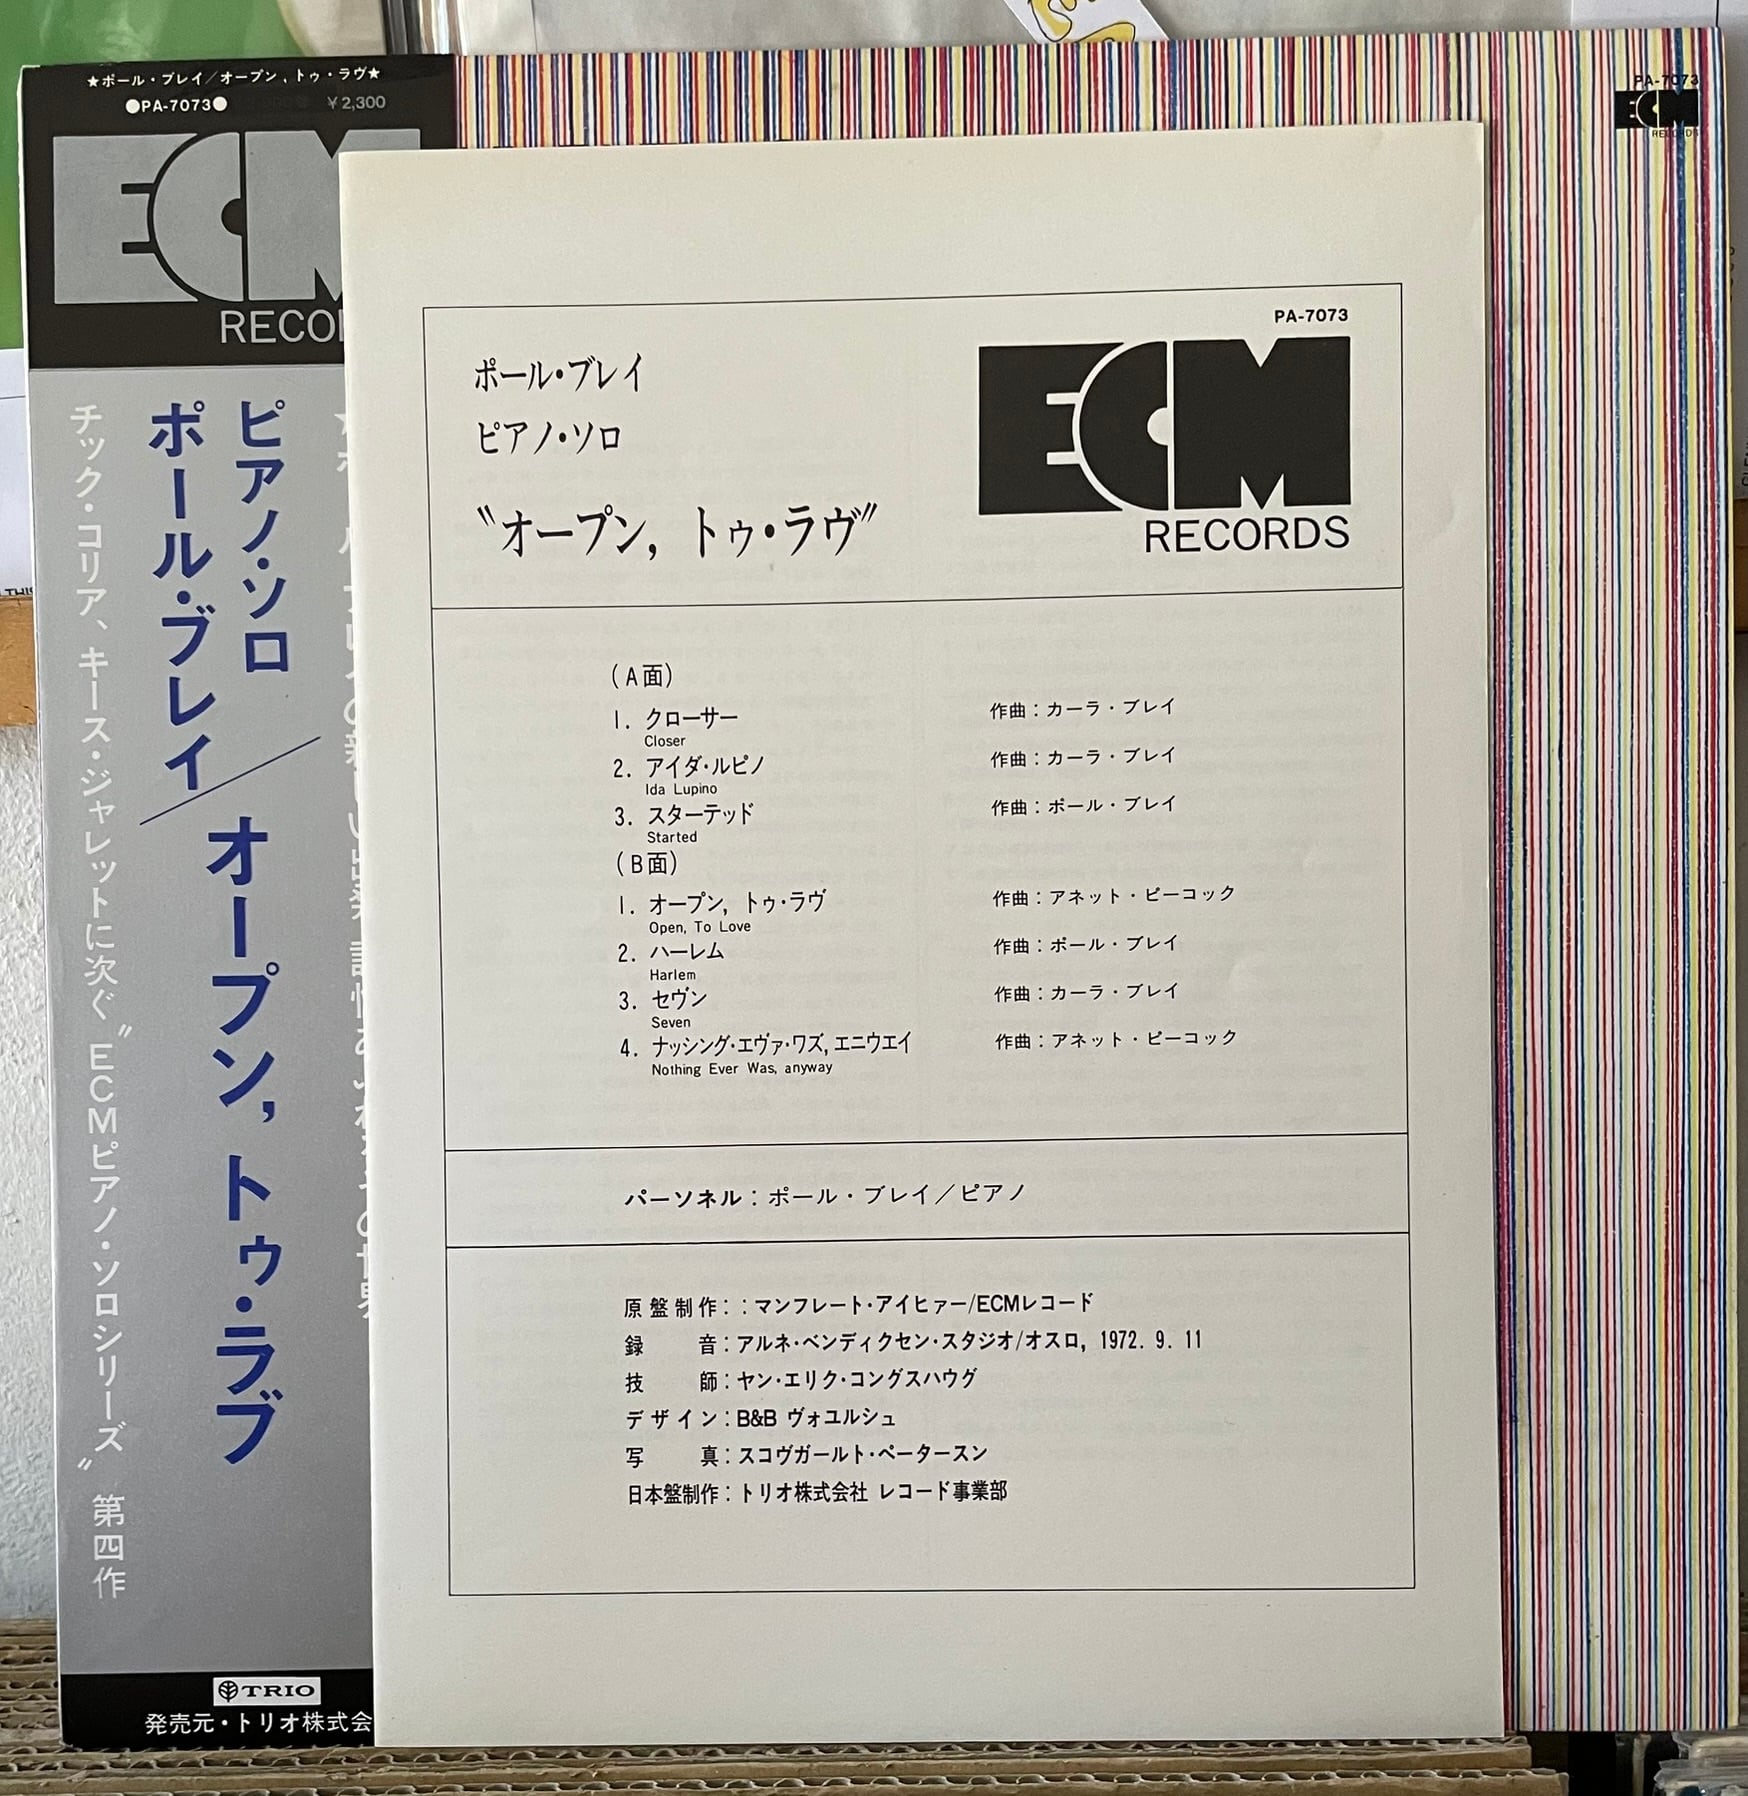 ★ポール・ブレイ／オープン，トゥ・ラヴ★
●PA-7073● ¥2,300
ECM
ピアノ・ソロ
ポール・ブレイ／オープン，トゥ・ラブ
チック・コリア、キース・ジャレットに次ぐ〝ECMピアノ・ソロシリーズ〟第四作
TRIO
発売元・トリオ株式会
PA-7073
ECM
RECORDS
PA-7073
ECM
RECORDS
ポール・ブレイ
ピアノ・ソロ
〝オープン，トゥ・ラヴ〟
(A面)
1. クローサー 作曲：カーラ・ブレイ
Closer
2. アイダ・ルピノ 作曲：カーラ・ブレイ
Ida Lupino
3. スターテッド 作曲：ポール・ブレイ
Started
(B面)
1. オープン，トゥ・ラヴ 作曲：アネット・ピーコック
Open, To Love
2. ハーレム 作曲：ポール・ブレイ
Harlem
3. セヴン 作曲：カーラ・ブレイ
Seven
4. ナッシング・エヴァ・ワズ，エニウエイ 作曲：アネット・ピーコック
Nothing Ever Was, anyway
パーソネル：ポール・ブレイ／ピアノ
原盤制作：：マンフレート・アイヒァー/ECMレコード
録音：アルネ・ベンディクセン・スタジオ/オスロ，1972. 9. 11
技師：ヤン・エリク・コングスハウグ
デザイン：B&B ヴォユルシュ
写真：スコヴガールト・ペータースン
日本盤制作：トリオ株式会社 レコード事業部